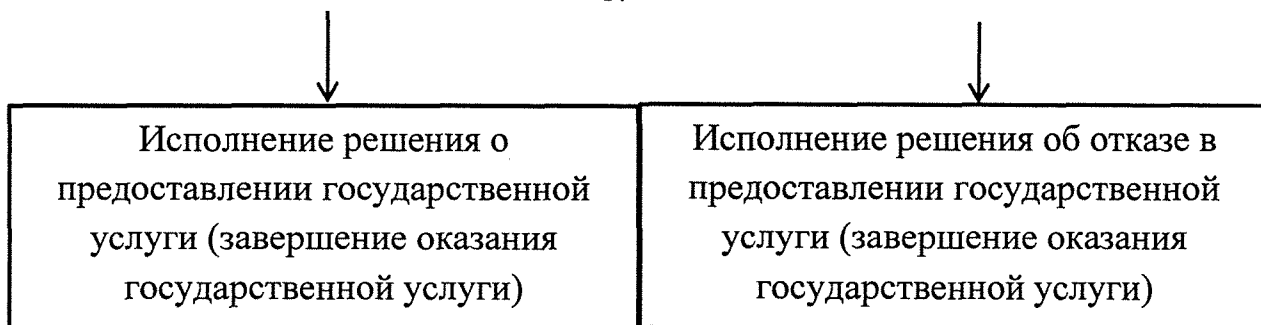 Исполнение решения о
предоставлении государственной
услуги (завершение оказания
государственной услуги)
Исполнение решения об отказе в
предоставлении государственной
услуги (завершение оказания
государственной услуги)